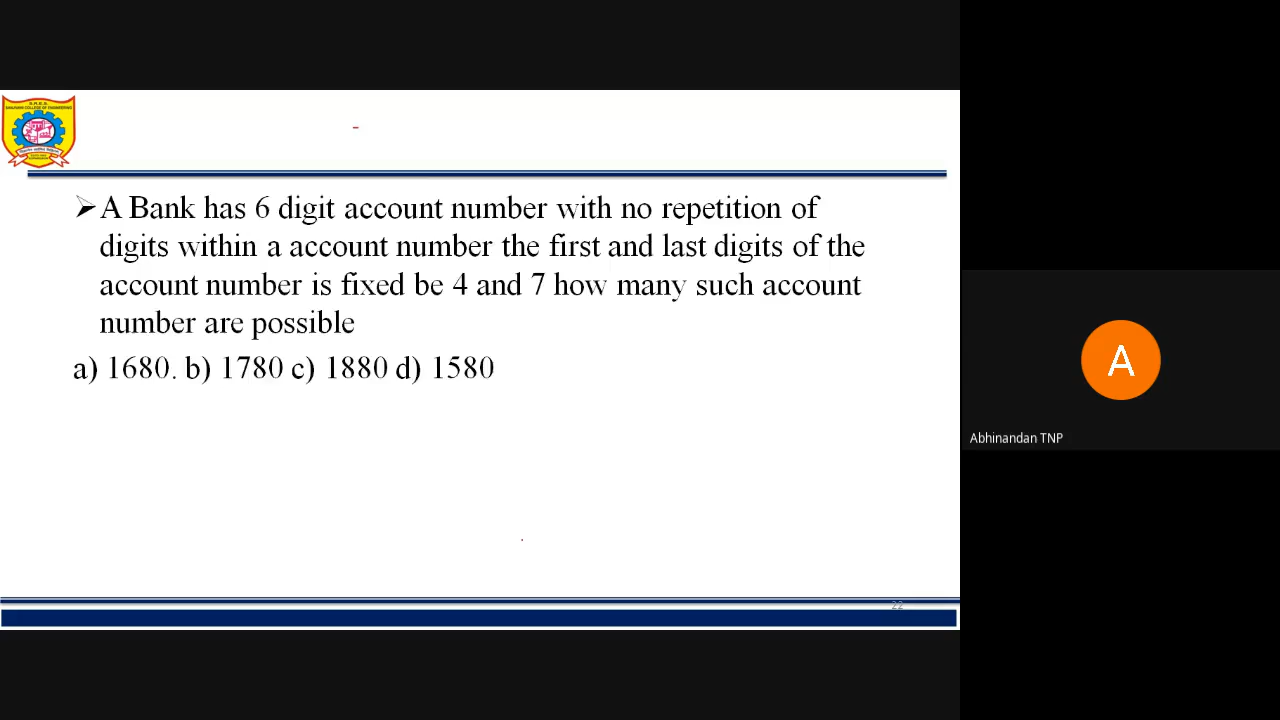 ➢A Bank has 6 digit account number with no repetition of
digits within a account number the first and last digits of the
account number is fixed be 4 and 7 how many such account
number are possible
a) 1680. b) 1780 c) 1880 d) 1580
22
A
Abhinandan TNP